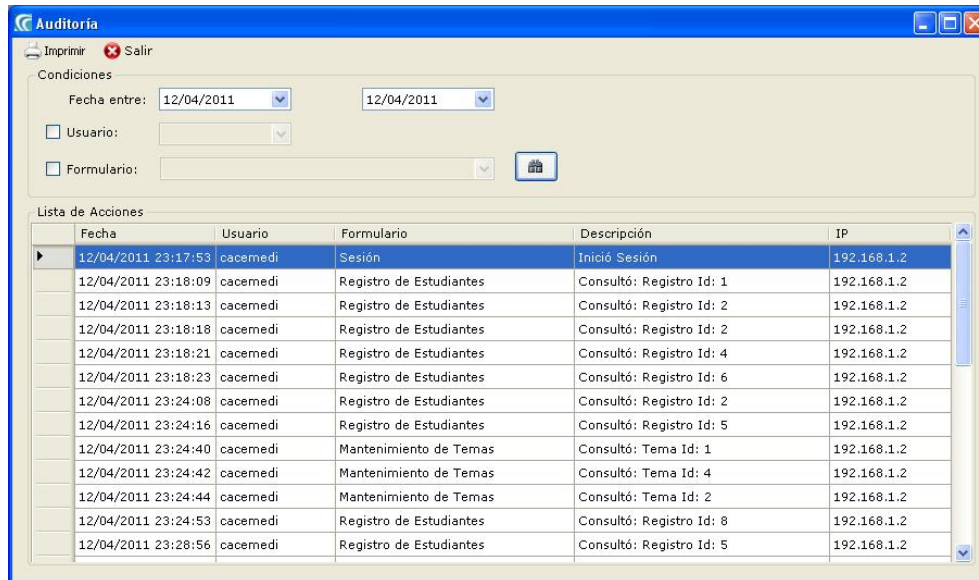 Auditoría
Imprimir Salir
Condiciones
Fecha entre: 12/04/2011 12/04/2011
Usuario:
Formulario:
Lista de Acciones
Fecha Usuario Formulario Descripción IP
12/04/2011 23:17:53 cacemedi Sesión Inició Sesión 192.168.1.2
12/04/2011 23:18:09 cacemedi Registro de Estudiantes Consultó: Registro Id: 1 192.168.1.2
12/04/2011 23:18:13 cacemedi Registro de Estudiantes Consultó: Registro Id: 2 192.168.1.2
12/04/2011 23:18:18 cacemedi Registro de Estudiantes Consultó: Registro Id: 2 192.168.1.2
12/04/2011 23:18:21 cacemedi Registro de Estudiantes Consultó: Registro Id: 4 192.168.1.2
12/04/2011 23:18:23 cacemedi Registro de Estudiantes Consultó: Registro Id: 6 192.168.1.2
12/04/2011 23:24:08 cacemedi Registro de Estudiantes Consultó: Registro Id: 2 192.168.1.2
12/04/2011 23:24:16 cacemedi Registro de Estudiantes Consultó: Registro Id: 5 192.168.1.2
12/04/2011 23:24:40 cacemedi Mantenimiento de Temas Consultó: Tema Id: 1 192.168.1.2
12/04/2011 23:24:42 cacemedi Mantenimiento de Temas Consultó: Tema Id: 4 192.168.1.2
12/04/2011 23:24:44 cacemedi Mantenimiento de Temas Consultó: Tema Id: 2 192.168.1.2
12/04/2011 23:24:53 cacemedi Registro de Estudiantes Consultó: Registro Id: 8 192.168.1.2
12/04/2011 23:28:56 cacemedi Registro de Estudiantes Consultó: Registro Id: 5 192.168.1.2